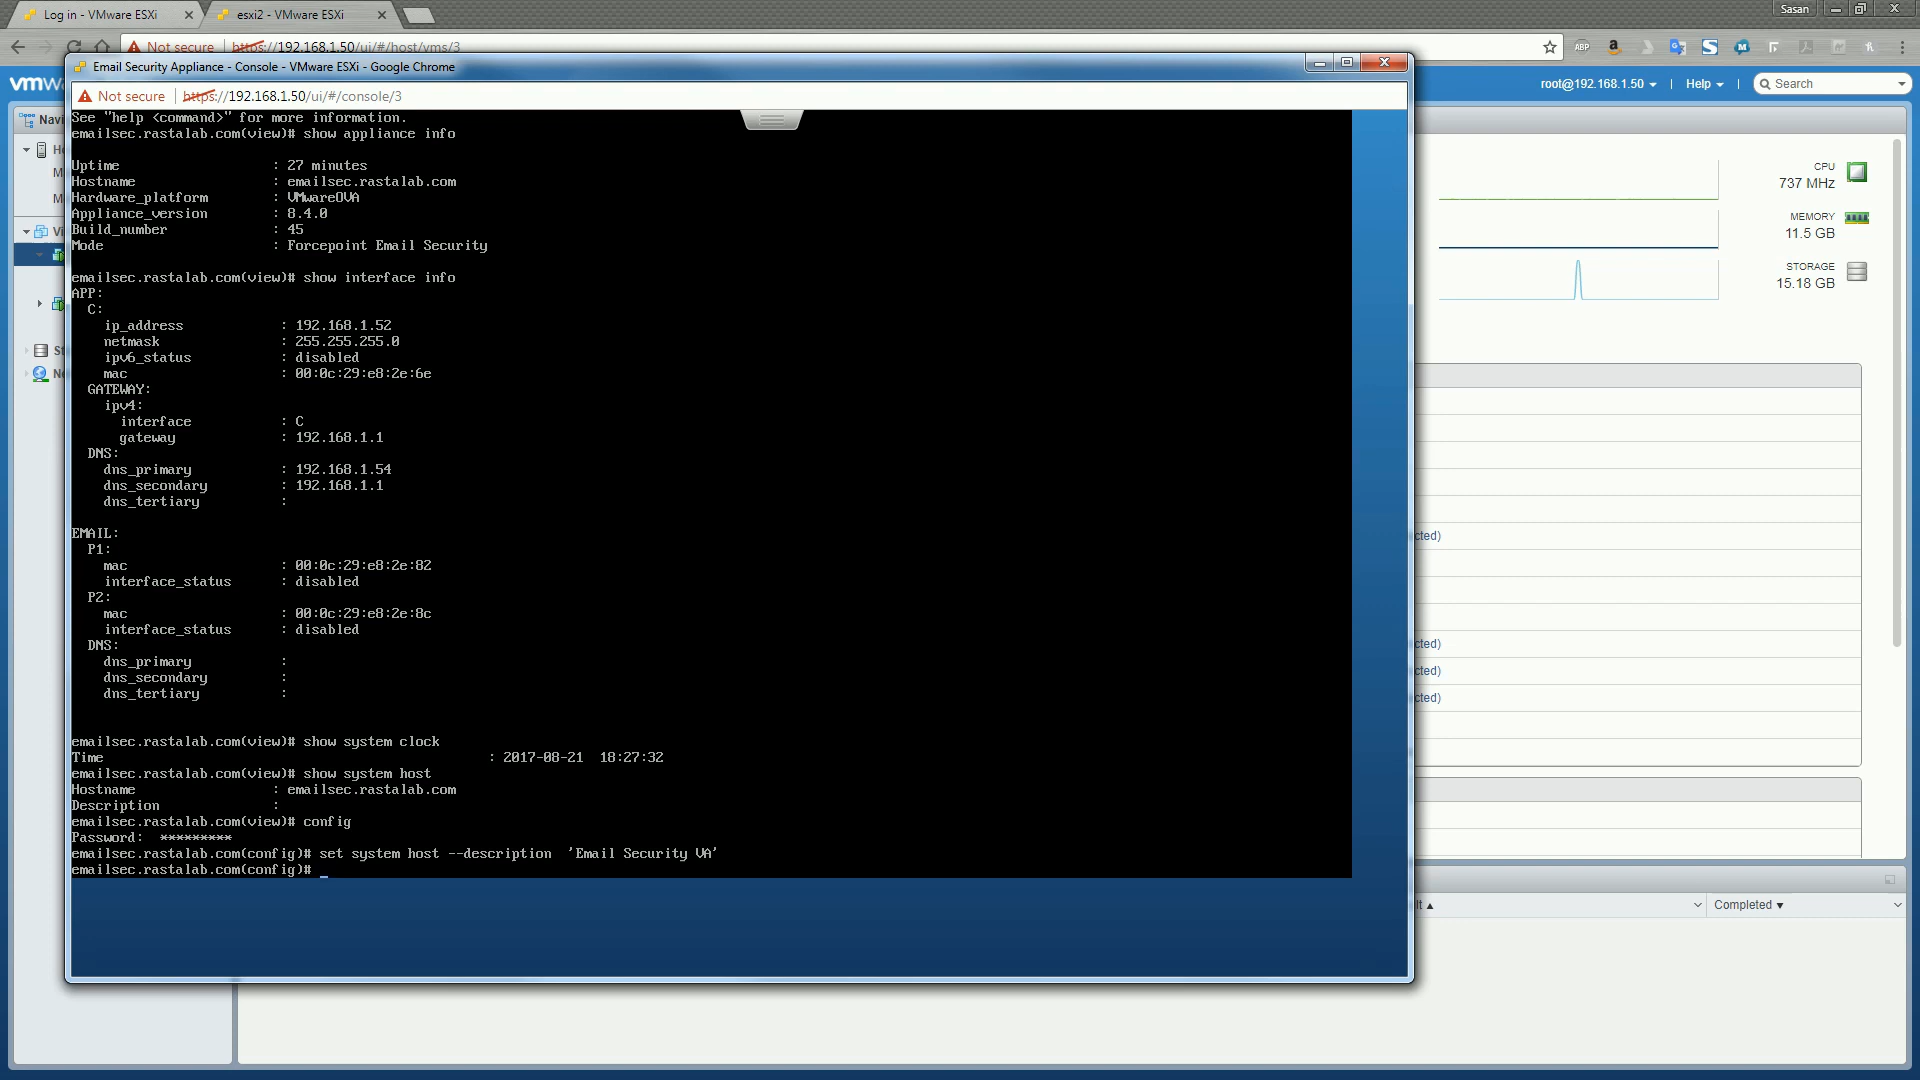 Log in - VMware ESXi
esxi2 - VMware ESXi
Sasan
Not secure
https://192.168.1.50/ui/#/host/vms/3
ABP
Email Security Appliance - Console - VMware ESXi - Google Chrome
Not secure
https://192.168.1.50/ui/#/console/3
root@192.168.1.50
Help
Search
vmw
Navi
See "help <command>" for more information.
emailsec.rastalab.com(view)# show appliance info
Uptime : 27 minutes
Hostname : emailsec.rastalab.com
Hardware_platform : VMwareOVA
Appliance_version : 8.4.0
Build_number : 45
Mode : Forcepoint Email Security
emailsec.rastalab.com(view)# show interface info
APP:
C:
ip_address : 192.168.1.52
netmask : 255.255.255.0
ipv6_status : disabled
mac : 00:0c:29:e8:2e:6e
GATEWAY:
ipv4:
interface : C
gateway : 192.168.1.1
DNS:
dns_primary : 192.168.1.54
dns_secondary : 192.168.1.1
dns_tertiary :
EMAIL:
P1:
mac : 00:0c:29:e8:2e:82
interface_status : disabled
P2:
mac : 00:0c:29:e8:2e:8c
interface_status : disabled
DNS:
dns_primary :
dns_secondary :
dns_tertiary :
emailsec.rastalab.com(view)# show system clock
Time : 2017-08-21 18:27:32
emailsec.rastalab.com(view)# show system host
Hostname : emailsec.rastalab.com
Description :
emailsec.rastalab.com(view)# config
Password: *********
emailsec.rastalab.com(config)# set system host --description 'Email Security VA'
emailsec.rastalab.com(config)# _
CPU
737 MHz
MEMORY
11.5 GB
STORAGE
15.18 GB
cted)
cted)
cted)
cted)
lt ▲
Completed ▼